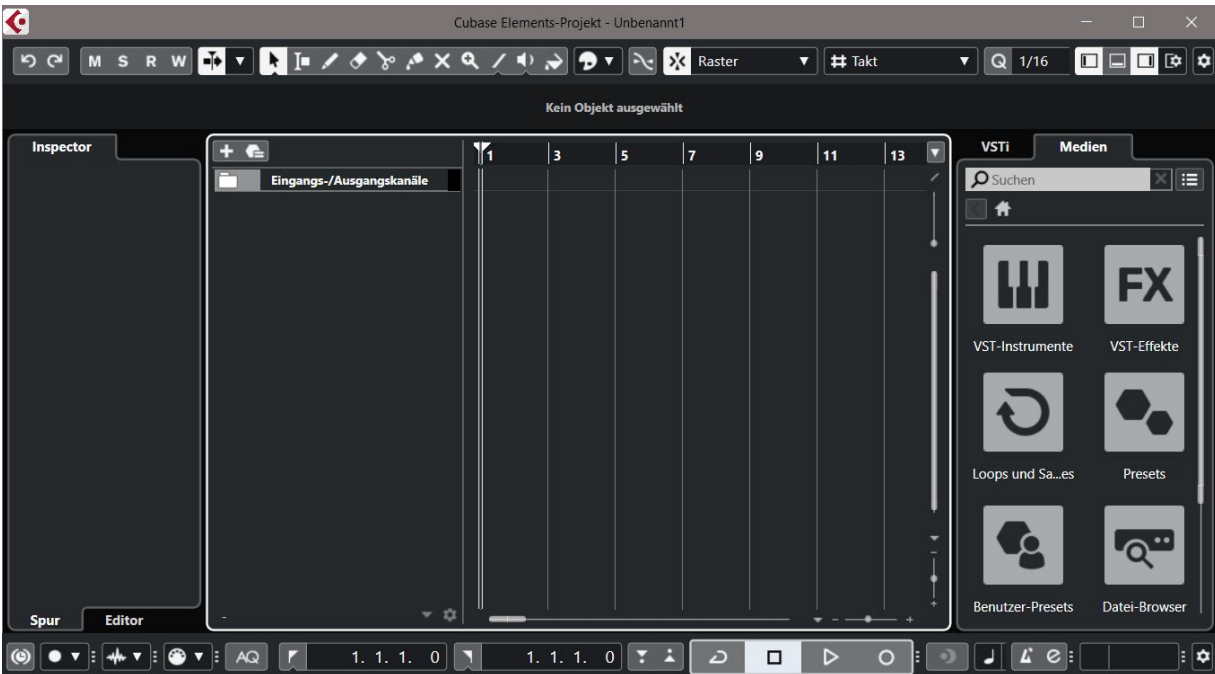 Cubase Elements-Projekt - Unbenannt1
M S R W Raster Takt Q 1/16
Kein Objekt ausgewählt
Inspector
1 3 5 7 9 11 13
VSTi Medien
Eingangs-/Ausgangskanäle
Suchen
FX
VST-Instrumente VST-Effekte
Loops und Sa...es Presets
Benutzer-Presets Datei-Browser
Spur Editor
AQ 1. 1. 1. 0 1. 1. 1. 0